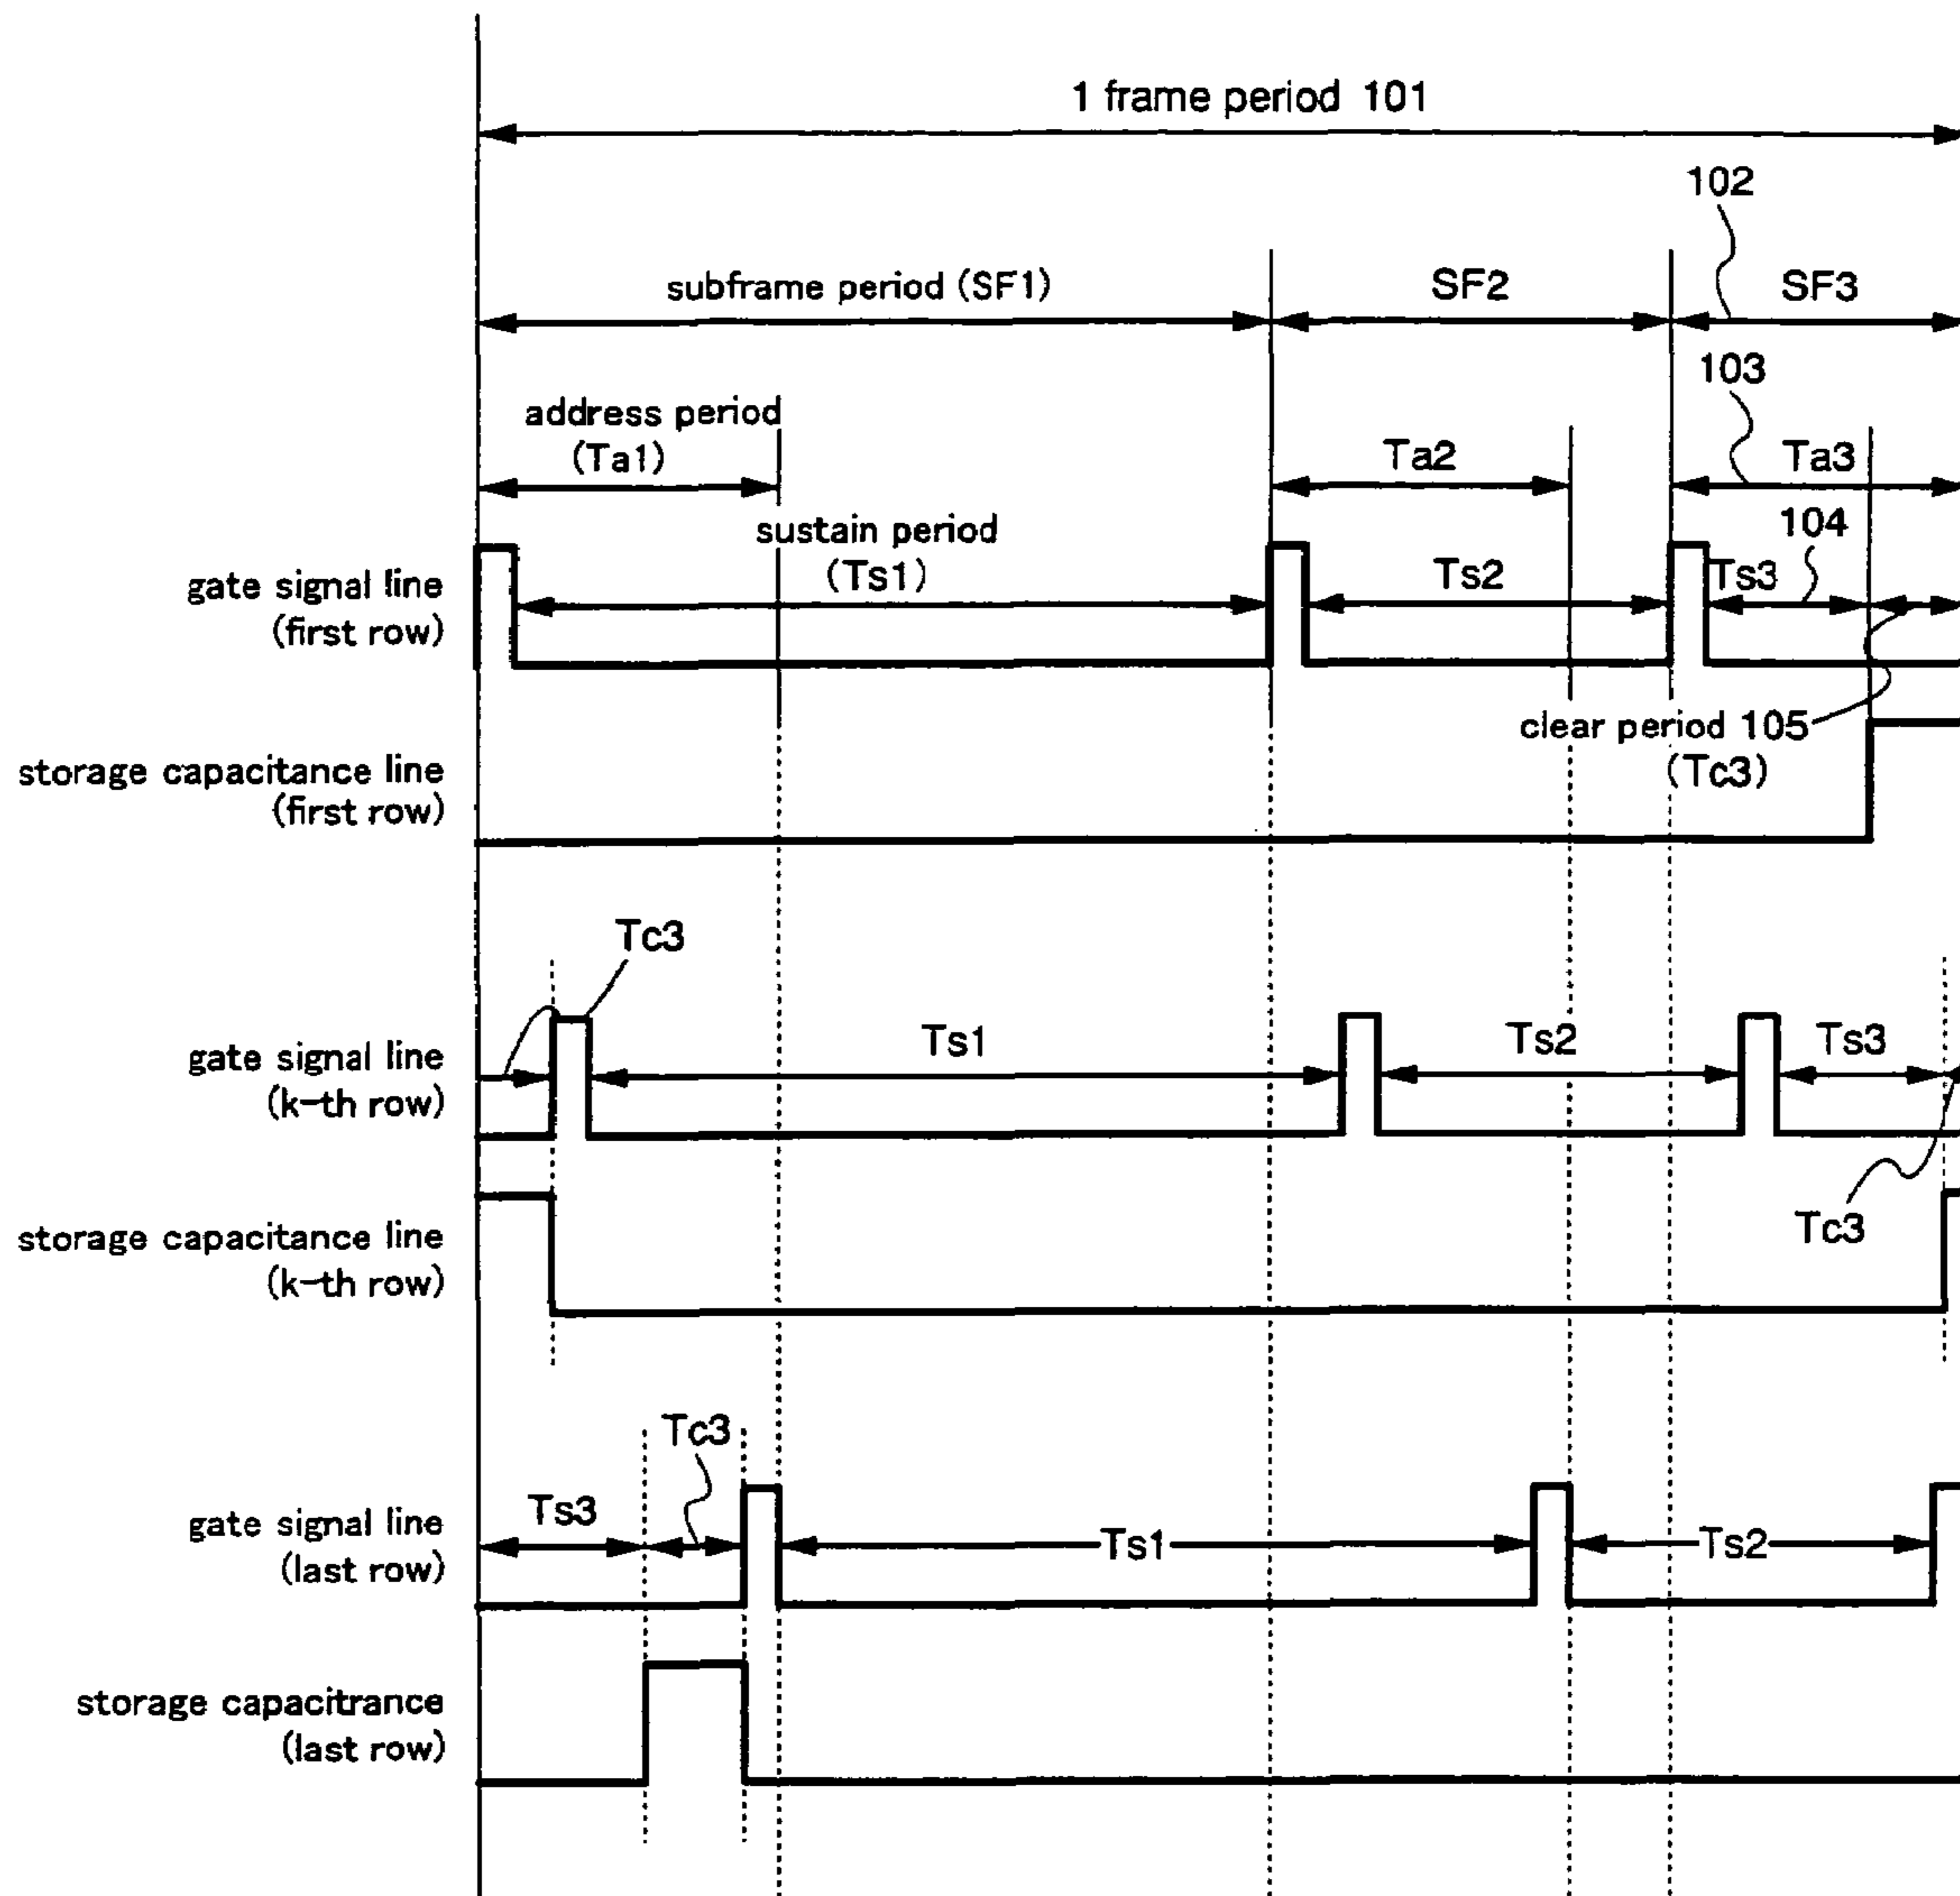 1 frame period 101
102
subframe period (SF1)
SF2
SF3
103
address period
(Ta1)
Ta2
Ta3
sustain period
(Ts1)
104
gate signal line
(first row)
Ts2
Ts3
clear period 105
(Tc3)
storage capacitance line
(first row)
Tc3
gate signal line
(k-th row)
Ts1
Ts2
Ts3
storage capacitance line
(k-th row)
Tc3
Tc3
gate signal line
(last row)
Ts3
Ts1
Ts2
storage capacitrance
(last row)